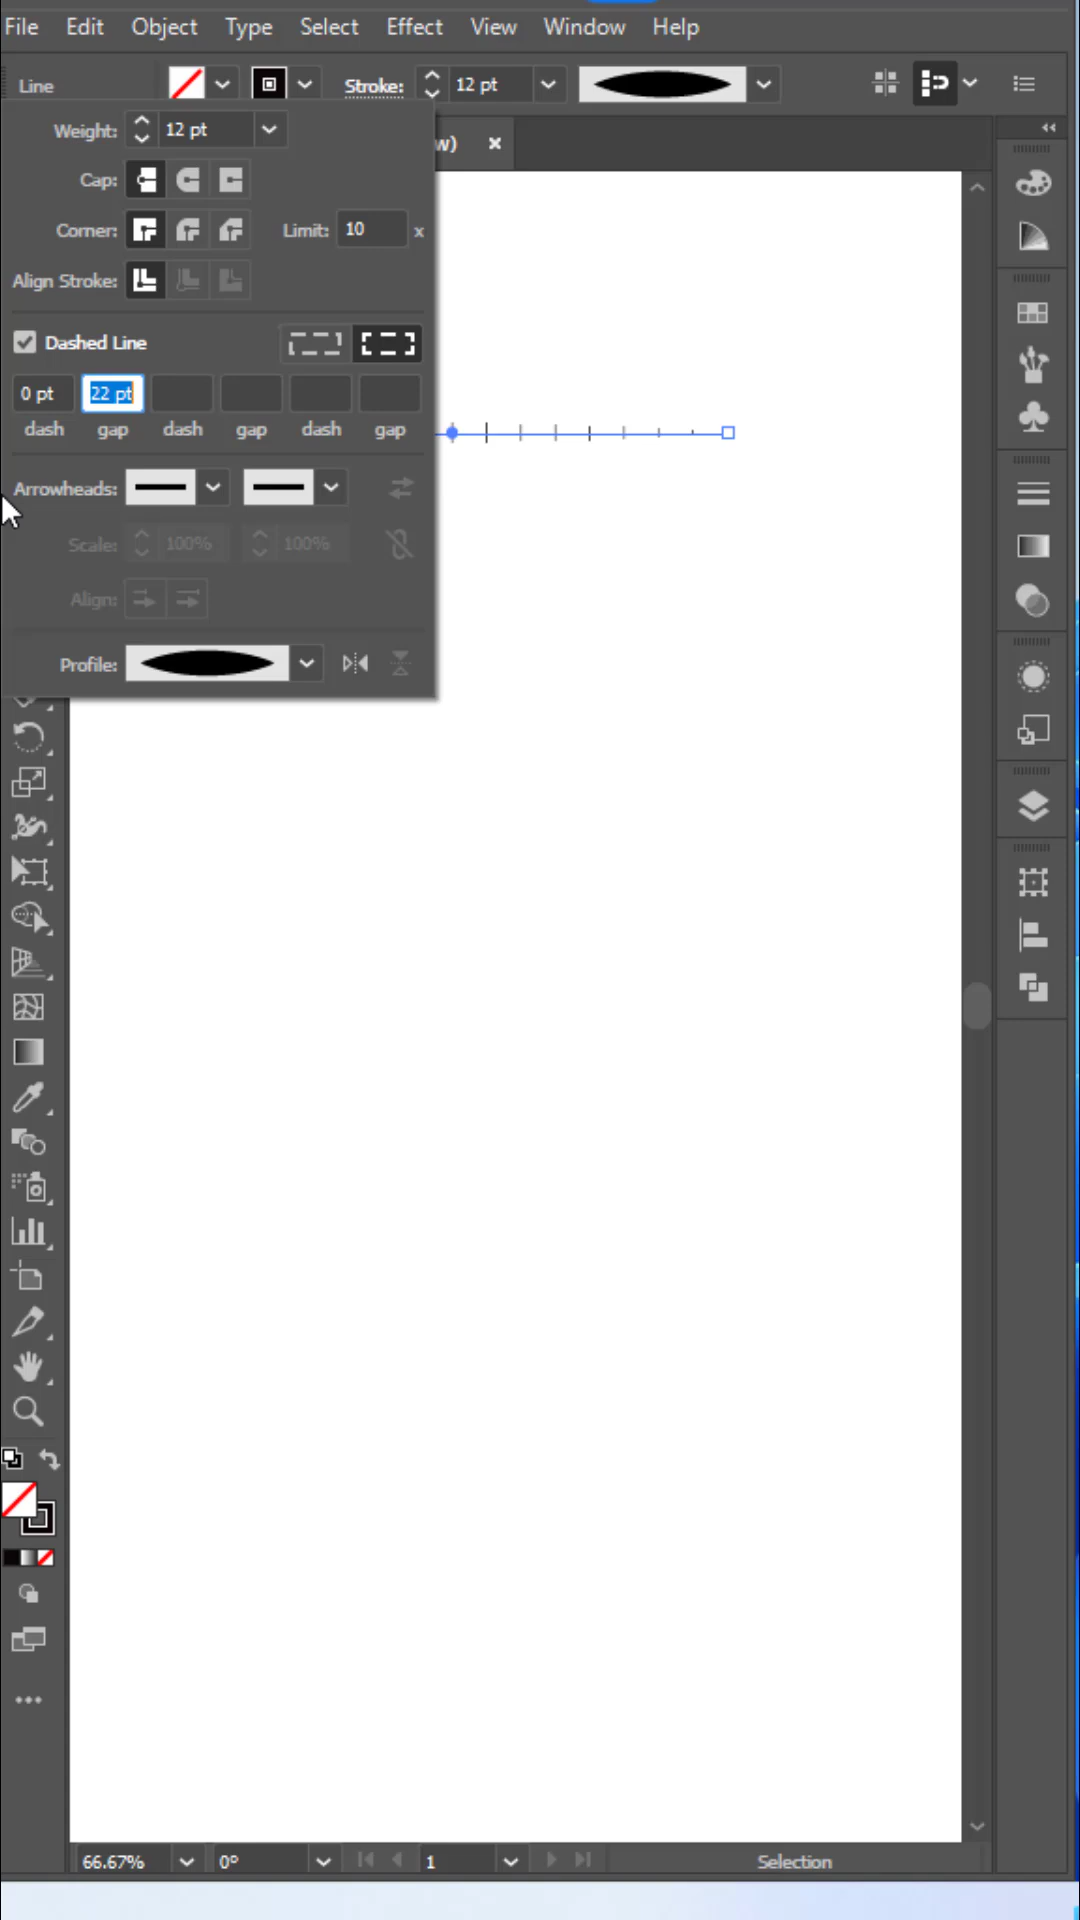 File Edit Object Type Select Effect View Window Help
Line Stroke: 12 pt
Weight: 12 pt
w) ×
Cap:
Corner: Limit: 10 x
Align Stroke:
Dashed Line
0 pt 22 pt
dash gap dash gap dash gap
Arrowheads:
Scale: 100% 100%
Align:
Profile:
66.67% 0° 1 Selection